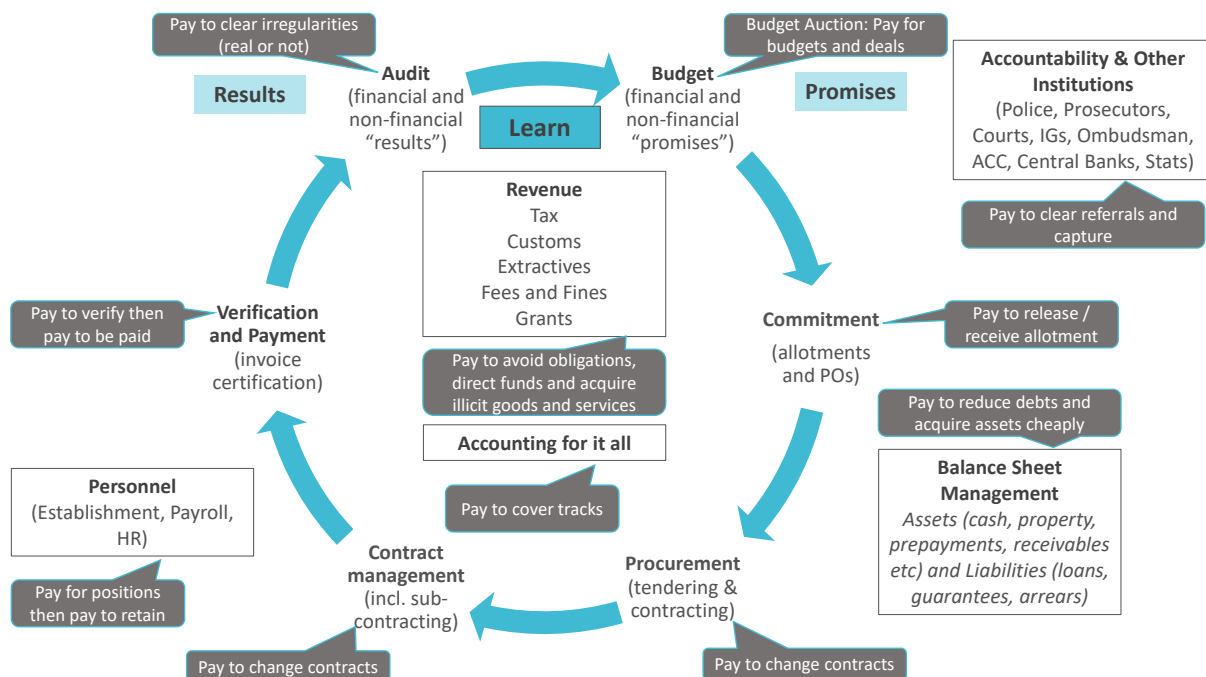 Pay to clear irregularities
(real or not)
Budget Auction: Pay for
budgets and deals
Results
Audit
(financial and
non-financial
“results”)
Learn
Budget
(financial and
non-financial
“promises”)
Promises
Accountability & Other
Institutions
(Police, Prosecutors,
Courts, IGs, Ombudsman,
ACC, Central Banks, Stats)
Pay to clear referrals and
capture
Revenue
Tax
Customs
Extractives
Fees and Fines
Grants
Pay to avoid obligations,
direct funds and acquire
illicit goods and services
Pay to verify then
pay to be paid
Verification
and Payment
(invoice
certification)
Commitment
(allotments
and POs)
Pay to release /
receive allotment
Pay to reduce debts and
acquire assets cheaply
Accounting for it all
Pay to cover tracks
Balance Sheet
Management
Assets (cash, property,
prepayments, receivables
etc) and Liabilities (loans,
guarantees, arrears)
Personnel
(Establishment, Payroll,
HR)
Pay for positions
then pay to retain
Contract
management
(incl. sub-
contracting)
Procurement
(tendering &
contracting)
Pay to change contracts
Pay to change contracts